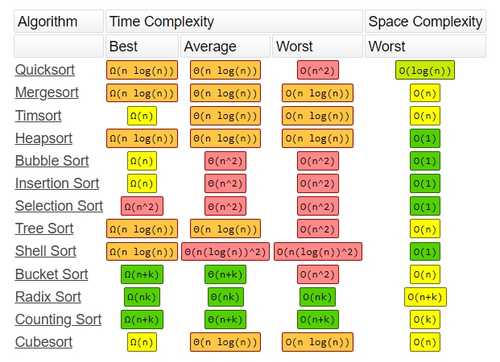 Algorithm Time Complexity Space Complexity
Best Average Worst Worst
Quicksort Ω(n log(n)) Θ(n log(n)) O(n^2) O(log(n))
Mergesort Ω(n log(n)) Θ(n log(n)) O(n log(n)) O(n)
Timsort Ω(n) Θ(n log(n)) O(n log(n)) O(n)
Heapsort Ω(n log(n)) Θ(n log(n)) O(n log(n)) O(1)
Bubble Sort Ω(n) Θ(n^2) O(n^2) O(1)
Insertion Sort Ω(n) Θ(n^2) O(n^2) O(1)
Selection Sort Ω(n^2) Θ(n^2) O(n^2) O(1)
Tree Sort Ω(n log(n)) Θ(n log(n)) O(n^2) O(n)
Shell Sort Ω(n log(n)) Θ(n(log(n))^2) O(n(log(n))^2) O(1)
Bucket Sort Ω(n+k) Θ(n+k) O(n^2) O(n)
Radix Sort Ω(nk) Θ(nk) O(nk) O(n+k)
Counting Sort Ω(n+k) Θ(n+k) O(n+k) O(k)
Cubesort Ω(n) Θ(n log(n)) O(n log(n)) O(n)